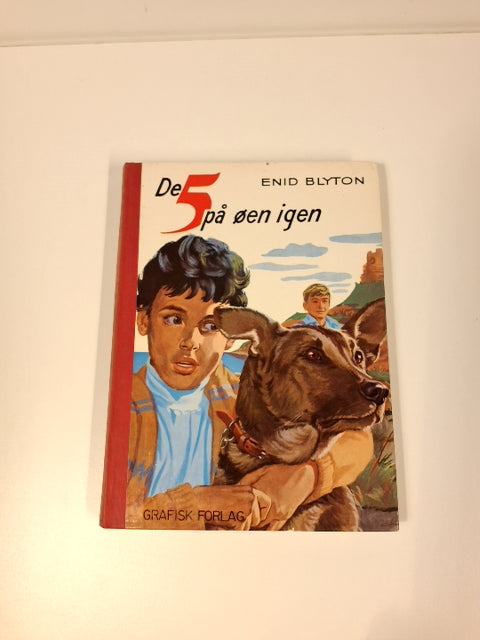 De 5 ENID BLYTON
på øen igen
GRAFISK FORLAG